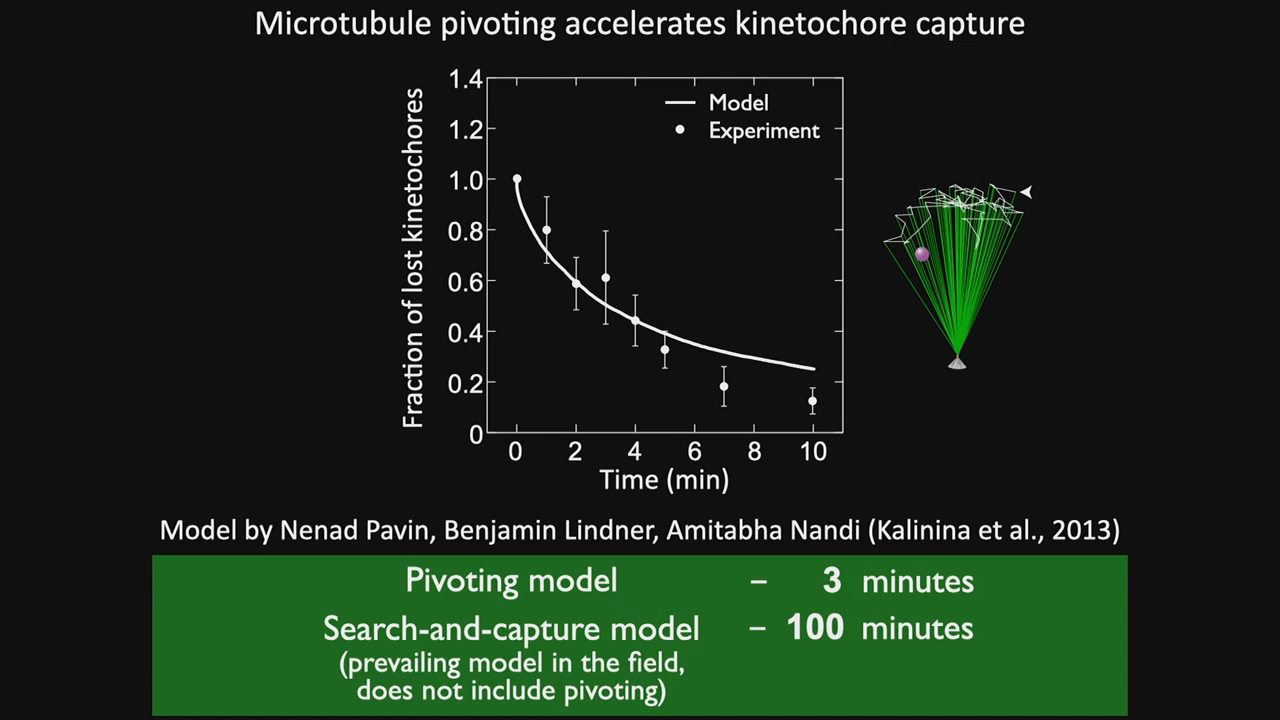 Microtubule pivoting accelerates kinetochore capture
Fraction of lost kinetochores
1.4
1.2
1.0
0.8
0.6
0.4
0.2
0
Model
Experiment
0 2 4 6 8 10
Time (min)
Model by Nenad Pavin, Benjamin Lindner, Amitabha Nandi (Kalinina et al., 2013)
Pivoting model – 3 minutes
Search-and-capture model – 100 minutes
(prevailing model in the field,
does not include pivoting)